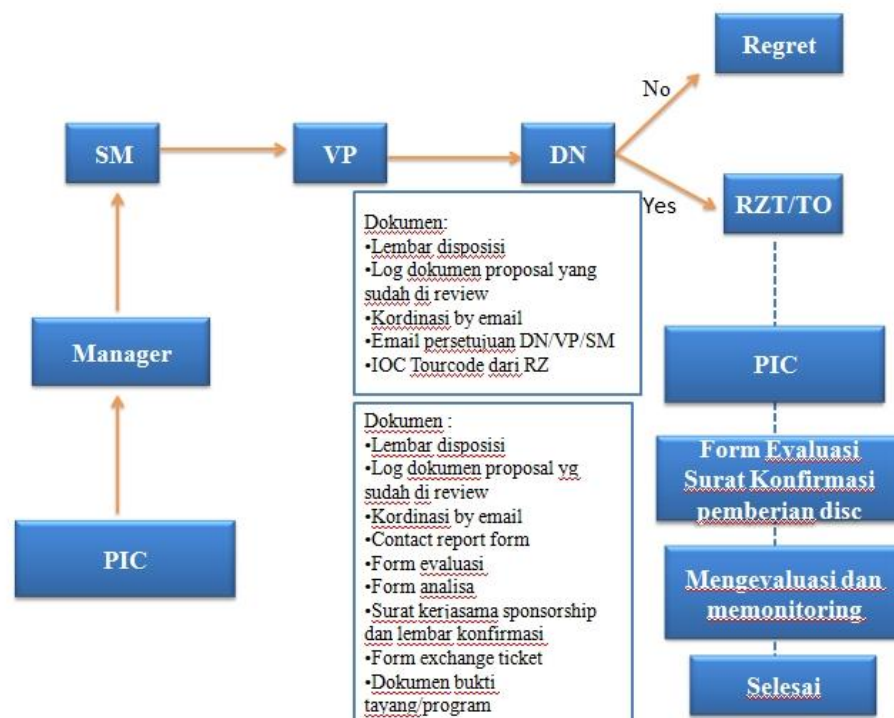 Regret
No
SM
VP
DN
Yes
RZT/TO
Dokumen:
•Lembar disposisi
•Log dokumen proposal yang
sudah di review
•Kordinasi by email
•Email persetujuan DN/VP/SM
•IOC Tourcode dari RZ
Manager
PIC
Dokumen :
•Lembar disposisi
•Log dokumen proposal yg
sudah di review
•Kordinasi by email
•Contact report form
•Form evaluasi
•Form analisa
•Surat kerjasama sponsorship
dan lembar konfirmasi
•Form exchange ticket
•Dokumen bukti
tayang/program
PIC
Form Evaluasi
Surat Konfirmasi
pemberian disc
Mengevaluasi dan
memonitoring
Selesai